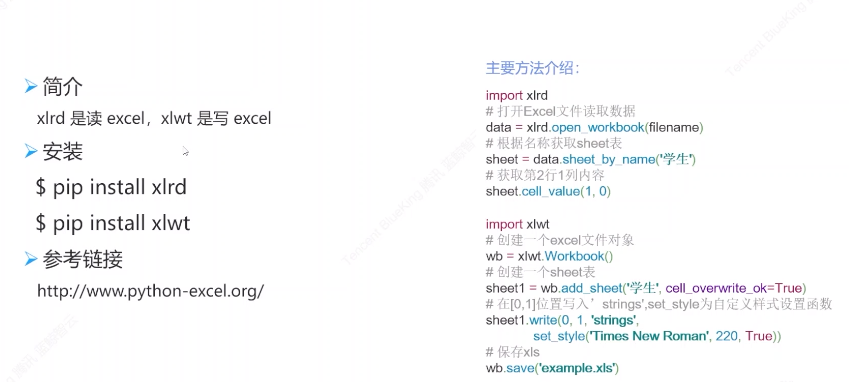 简介
xlrd 是读 excel，xlwt 是写 excel
安装
$ pip install xlrd
$ pip install xlwt
参考链接
http://www.python-excel.org/
主要方法介绍：
import xlrd
# 打开Excel文件读取数据
data = xlrd.open_workbook(filename)
# 根据名称获取sheet表
sheet = data.sheet_by_name('学生')
# 获取第2行1列内容
sheet.cell_value(1, 0)
import xlwt
# 创建一个excel文件对象
wb = xlwt.Workbook()
# 创建一个sheet表
sheet1 = wb.add_sheet('学生', cell_overwrite_ok=True)
# 在[0,1]位置写入’strings',set_style为自定义样式设置函数
sheet1.write(0, 1, 'strings',
set_style('Times New Roman', 220, True))
# 保存xls
wb.save('example.xls')